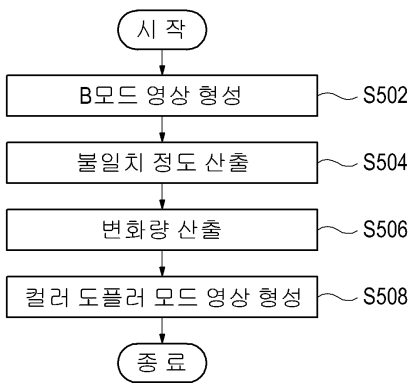 시 작
B모드 영상 형성 S502
불일치 정도 산출 S504
변화량 산출 S506
컬러 도플러 모드 영상 형성 S508
종 료